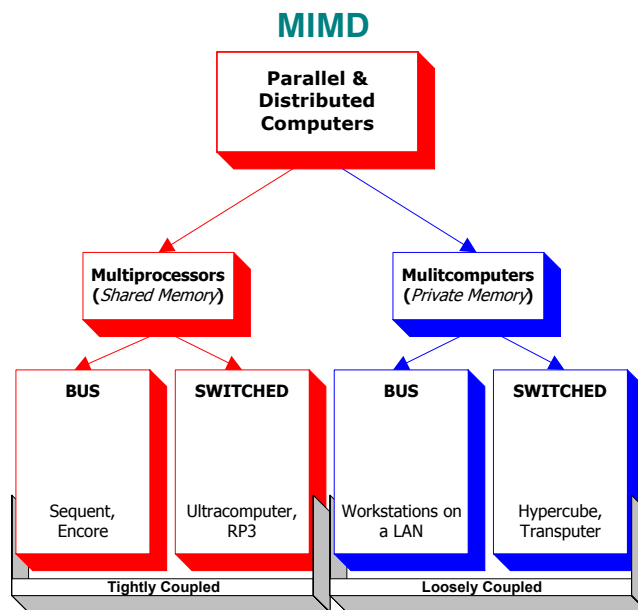 MIMD
Parallel &
Distributed
Computers
Multiprocessors
(Shared Memory)
Mulitcomputers
(Private Memory)
BUS
Sequent,
Encore
SWITCHED
Ultracomputer,
RP3
BUS
Workstations on
a LAN
SWITCHED
Hypercube,
Transputer
Tightly Coupled
Loosely Coupled